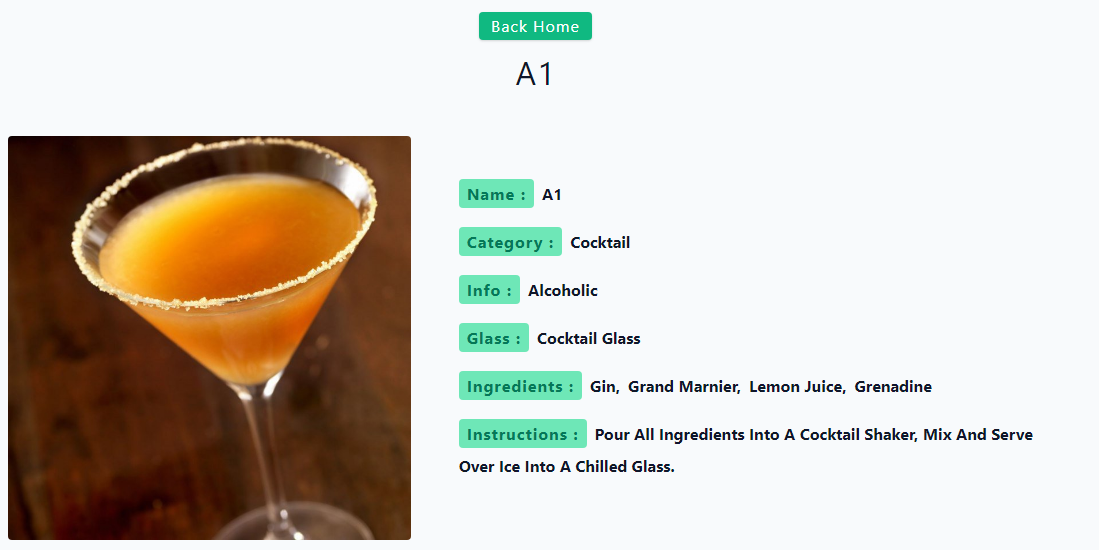 Back Home
A1
Name : A1
Category : Cocktail
Info : Alcoholic
Glass : Cocktail Glass
Ingredients : Gin, Grand Marnier, Lemon Juice, Grenadine
Instructions : Pour All Ingredients Into A Cocktail Shaker, Mix And Serve
Over Ice Into A Chilled Glass.